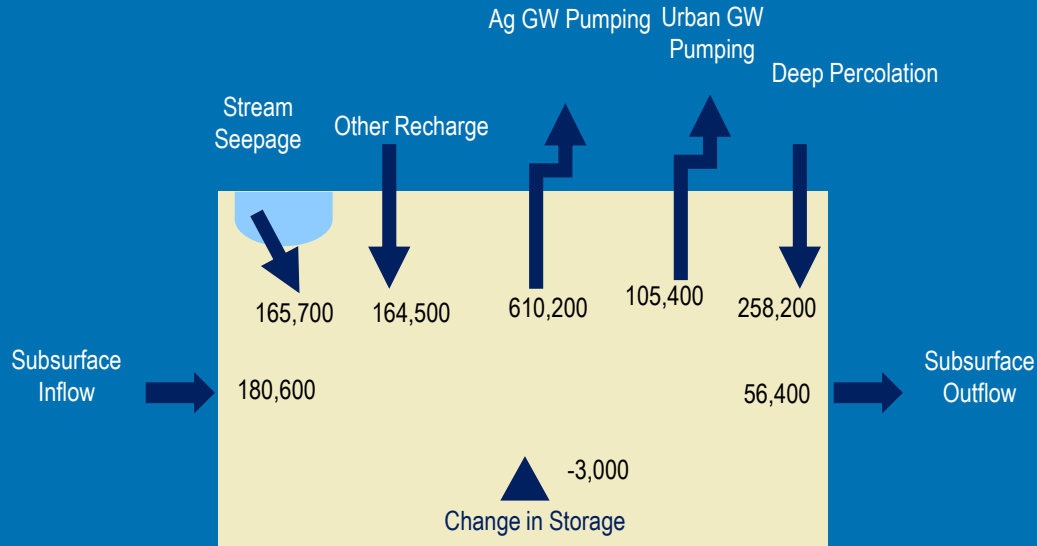 Ag GW Pumping
Urban GW
Pumping
Deep Percolation
Stream
Seepage
Other Recharge
165,700
164,500
610,200
105,400
258,200
Subsurface
Inflow
180,600
56,400
Subsurface
Outflow
-3,000
Change in Storage